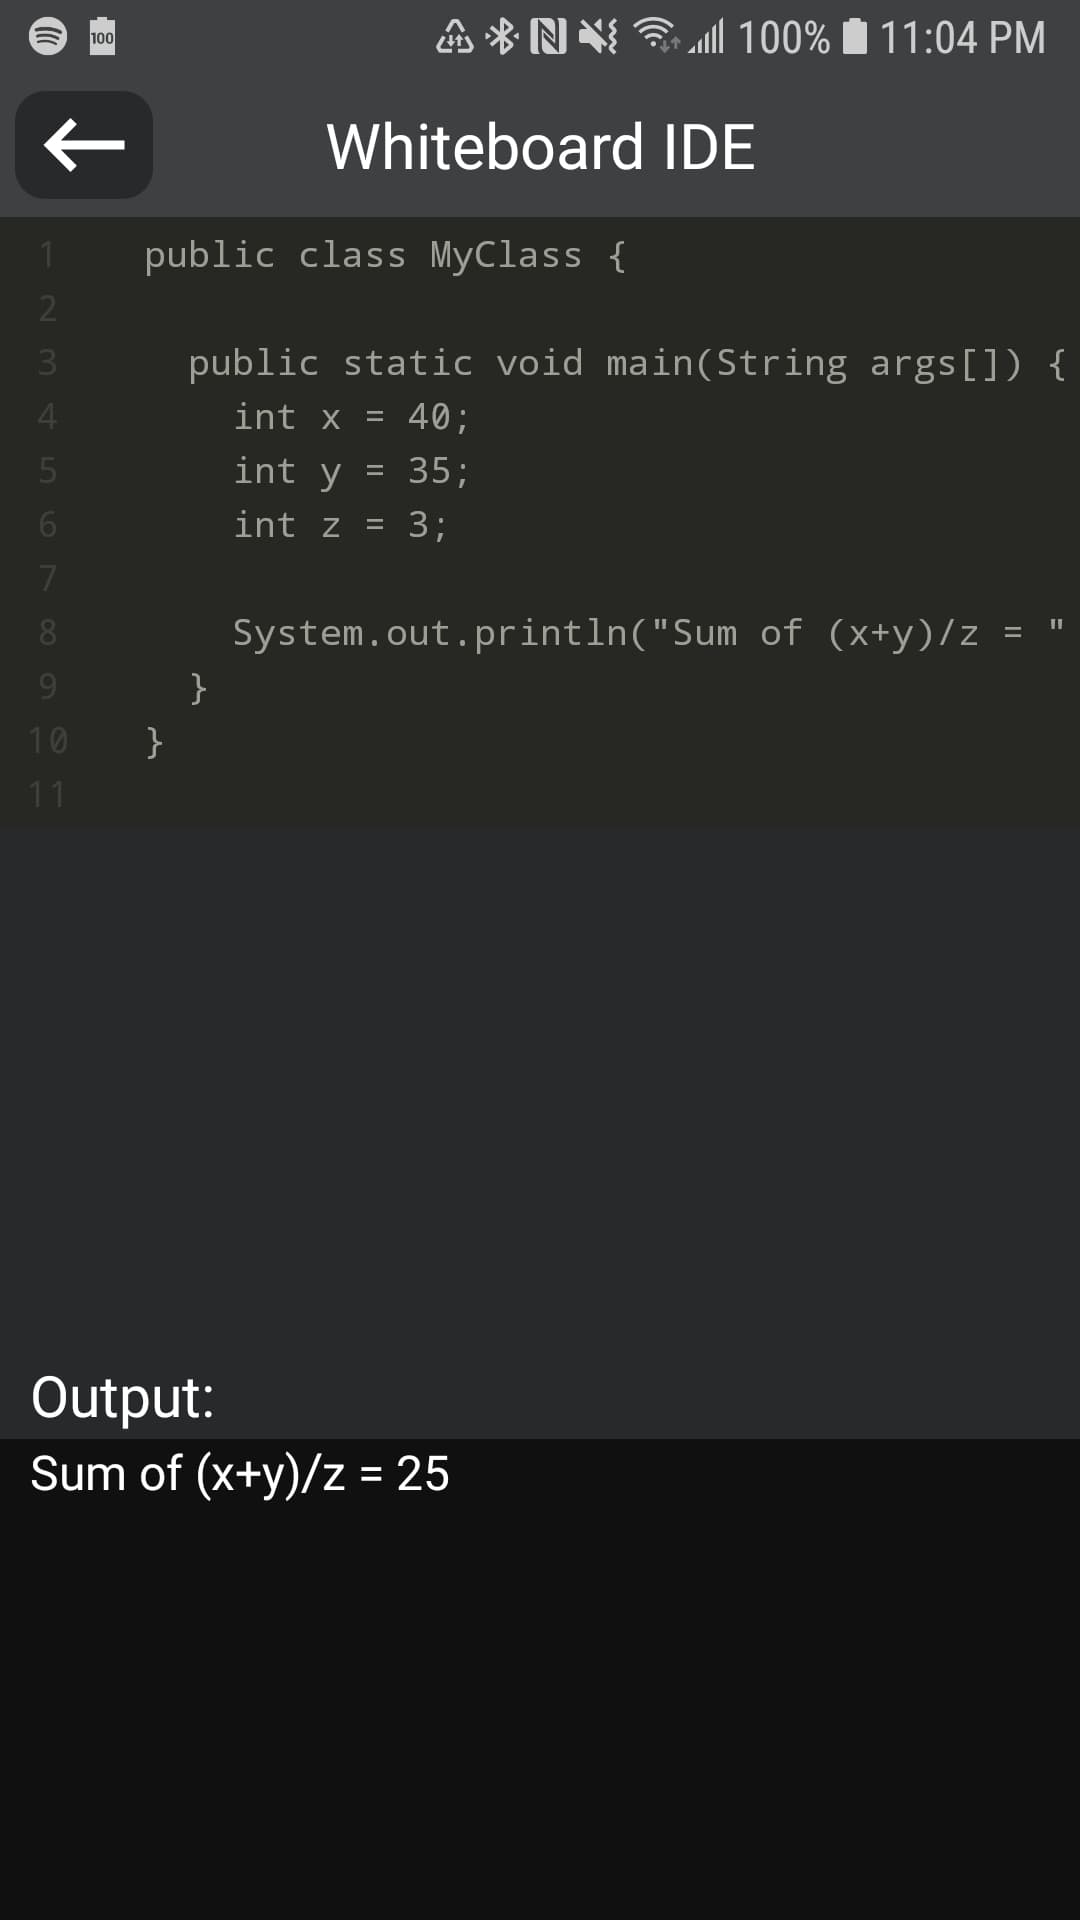 100
100% 11:04 PM
Whiteboard IDE
1 public class MyClass {
2
3 public static void main(String args[]) {
4 int x = 40;
5 int y = 35;
6 int z = 3;
7
8 System.out.println("Sum of (x+y)/z = "
9 }
10 }
11
Output:
Sum of (x+y)/z = 25